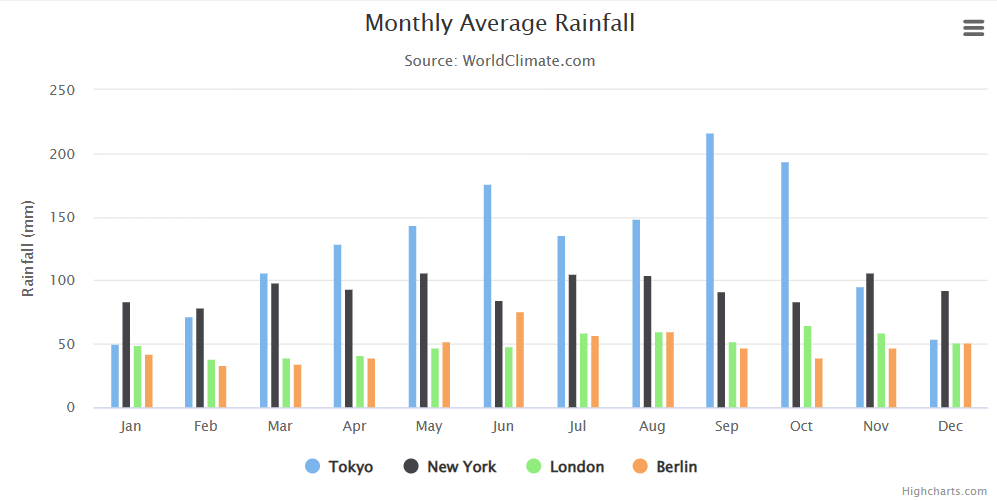 Monthly Average Rainfall
Source: WorldClimate.com
Rainfall (mm)
250
200
150
100
50
0
Jan Feb Mar Apr May Jun Jul Aug Sep Oct Nov Dec
Tokyo New York London Berlin
Highcharts.com